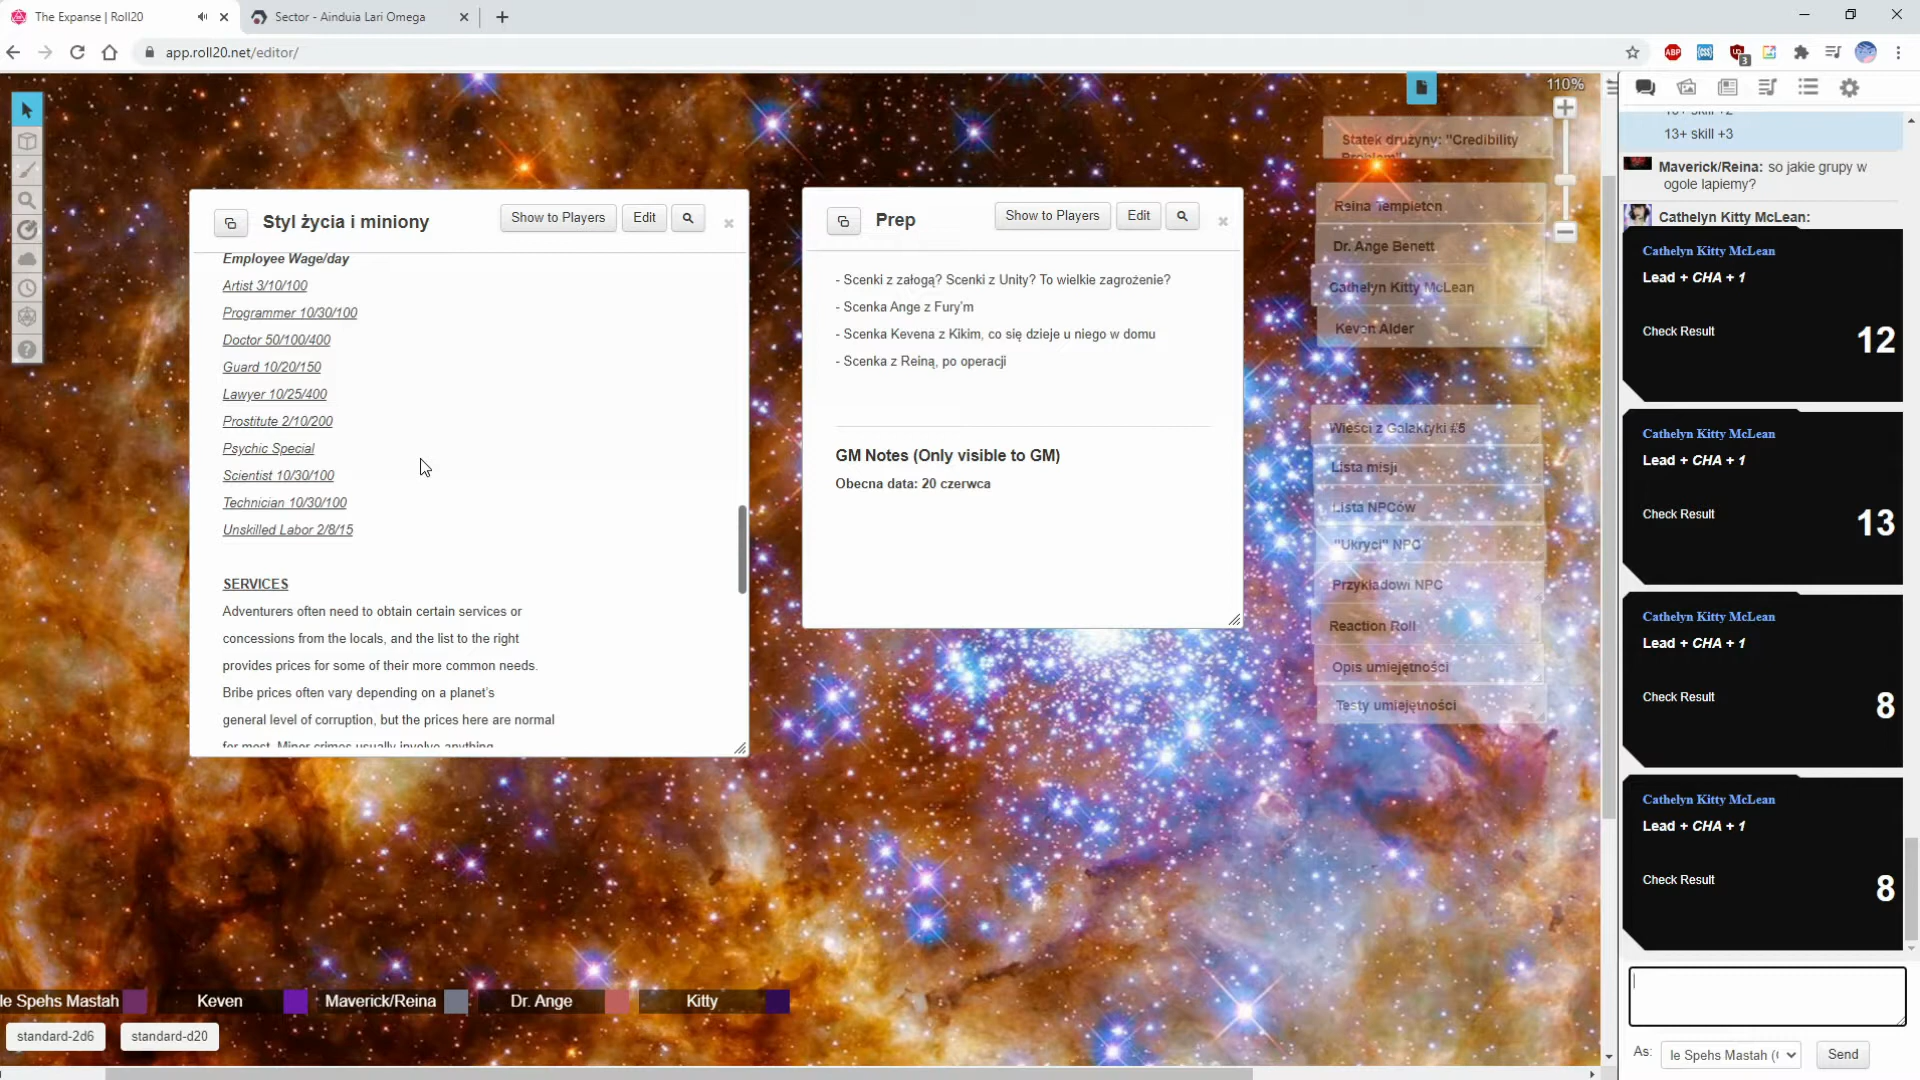 The Expanse | Roll20
Sector - Ainduia Lari Omega
app.roll20.net/editor/
ABP
3
110%
Styl życia i miniony
Show to Players
Edit
Employee Wage/day
Artist 3/10/100
Programmer 10/30/100
Doctor 50/100/400
Guard 10/20/150
Lawyer 10/25/400
Prostitute 2/10/200
Psychic Special
Scientist 10/30/100
Technician 10/30/100
Unskilled Labor 2/8/15
SERVICES
Adventurers often need to obtain certain services or
concessions from the locals, and the list to the right
provides prices for some of their more common needs.
Bribe prices often vary depending on a planet's
general level of corruption, but the prices here are normal
for most. Minor crimes usually involve anything
Prep
Show to Players
Edit
- Scenki z załogą? Scenki z Unity? To wielkie zagrożenie?
- Scenka Ange z Fury'm
- Scenka Kevena z Kikim, co się dzieje u niego w domu
- Scenka z Reiną, po operacji
GM Notes (Only visible to GM)
Obecna data: 20 czerwca
Statek drużyny: "Credibility
Problem"
Reina Templeton
Dr. Ange Benett
Cathelyn Kitty McLean
Keven Alder
Wieści z Galaktyki #5
Lista misji
Lista NPCów
"Ukryci" NPC
Przykładowi NPC
Reaction Roll
Opis umiejętności
Testy umiejętności
13+ skill +3
Maverick/Reina: so jakie grupy w
ogole lapiemy?
Cathelyn Kitty McLean:
Cathelyn Kitty McLean
Lead + CHA + 1
Check Result
12
Cathelyn Kitty McLean
Lead + CHA + 1
Check Result
13
Cathelyn Kitty McLean
Lead + CHA + 1
Check Result
8
Cathelyn Kitty McLean
Lead + CHA + 1
Check Result
8
le Spehs Mastah
Keven
Maverick/Reina
Dr. Ange
Kitty
standard-2d6
standard-d20
As:
le Spehs Mastah (
Send